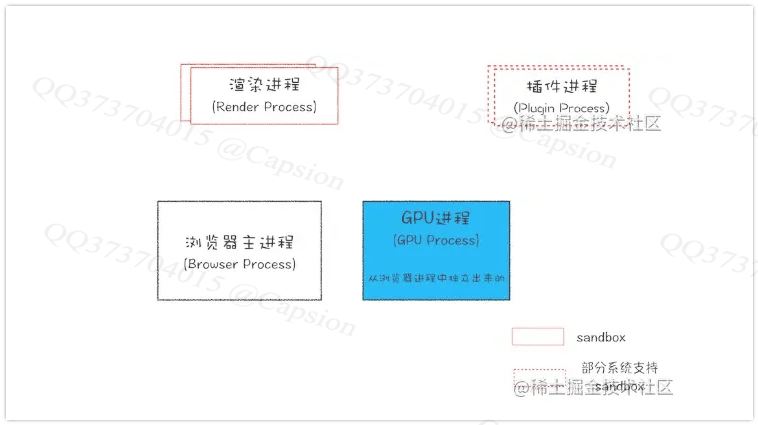 渲染进程
(Render Process)
插件进程
(Plugin Process)
@稀土掘金技术社区
浏览器主进程
(Browser Process)
GPU进程
(GPU Process)
从浏览器进程中独立出来的
sandbox
部分系统支持
sandbox
@稀土掘金技术社区
QQ373704015 @Capsion
QQ373704015 @Capsion
QQ373704015
QQ373704015 @Capsion
QQ373704015